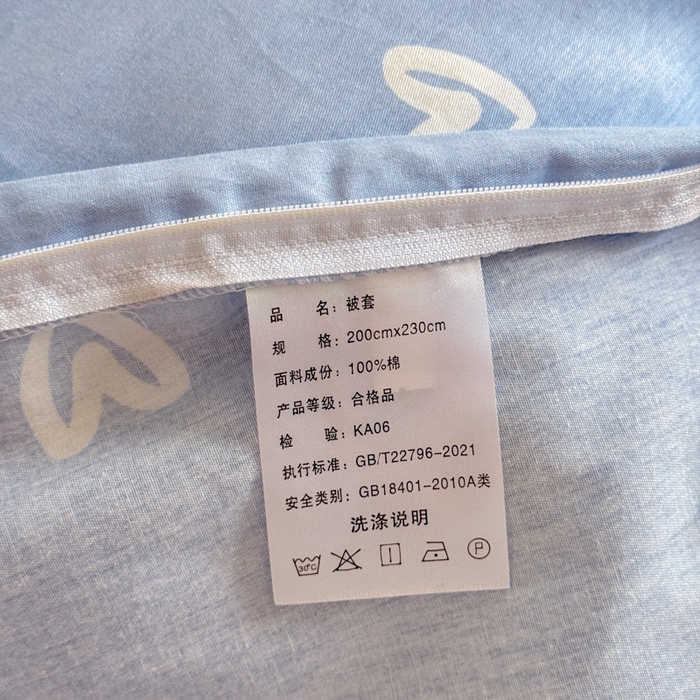 品 名：被套
规 格：200cmx230cm
面料成份：100%棉
产品等级：合格品
检 验：KA06
执行标准：GB/T22796-2021
安全类别：GB18401-2010A类
洗涤说明
30℃ P